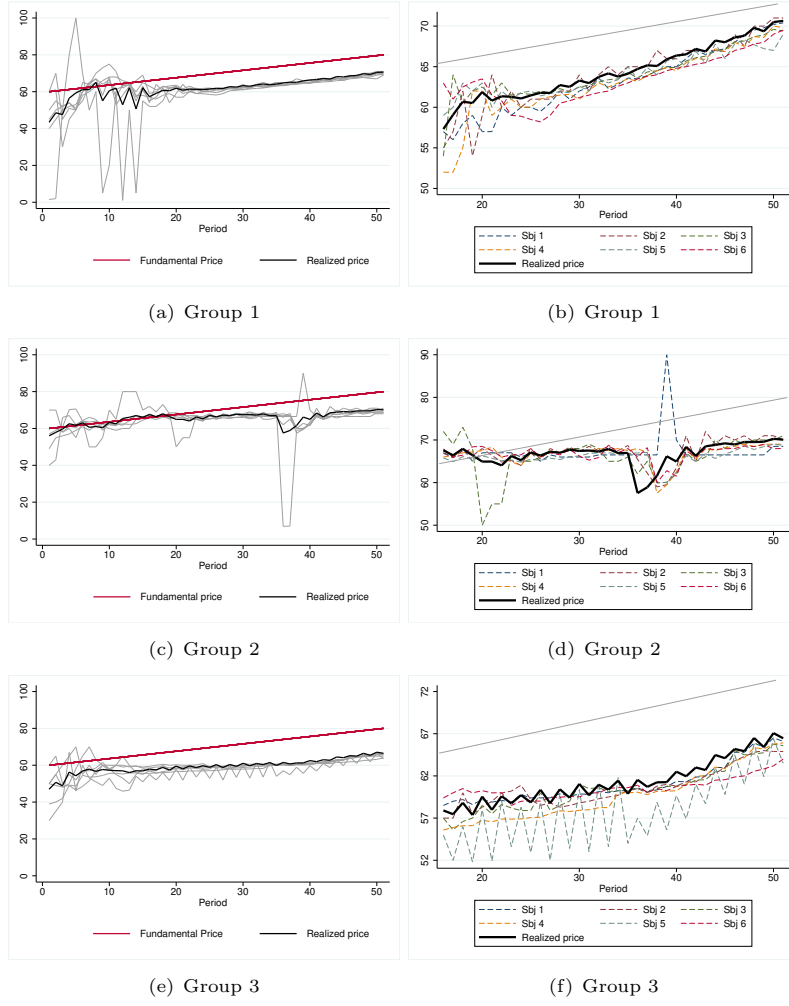 100
80
60
40
20
0
0 10 20 30 40 50
Period
Fundamental Price Realized price
(a) Group 1
70
65
60
55
50
20 30 40 50
Period
Sbj 1 Sbj 2 Sbj 3
Sbj 4 Sbj 5 Sbj 6
Realized price
(b) Group 1
100
80
60
40
20
0
0 10 20 30 40 50
Period
Fundamental price Realized price
(c) Group 2
90
80
70
60
50
20 30 40 50
Period
Sbj 1 Sbj 2 Sbj 3
Sbj 4 Sbj 5 Sbj 6
Realized price
(d) Group 2
100
80
60
40
20
0
0 10 20 30 40 50
Period
Fundamental Price Realized price
(e) Group 3
72
67
62
57
52
20 30 40 50
Period
Sbj 1 Sbj 2 Sbj 3
Sbj 4 Sbj 5 Sbj 6
Realized price
(f) Group 3